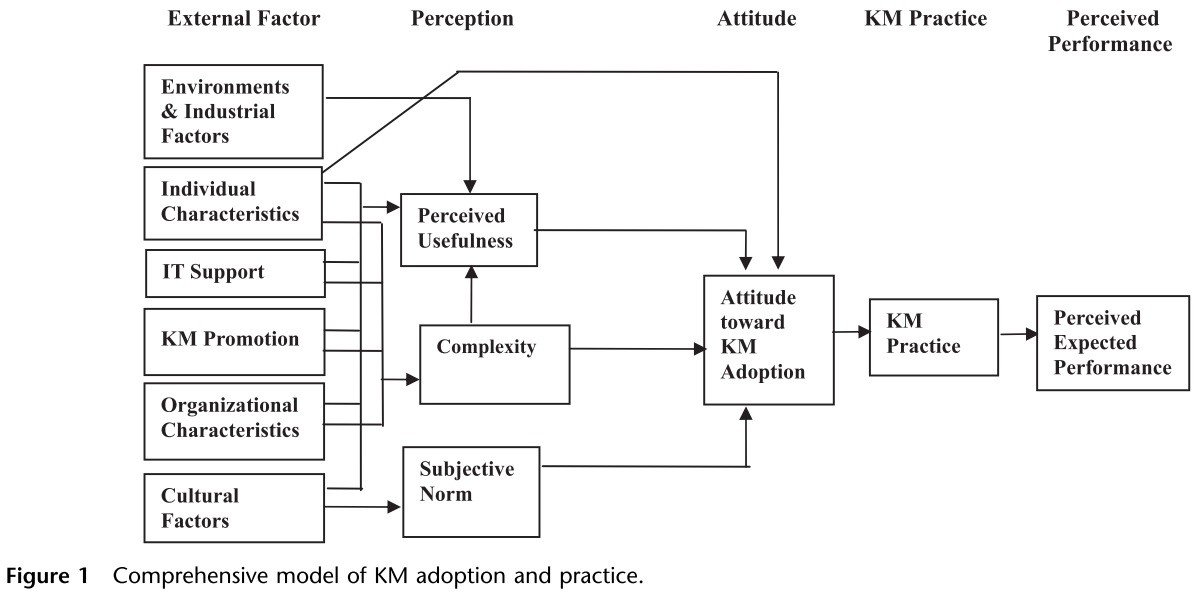 External Factor
Perception
Attitude
KM Practice
Perceived
Performance
Environments
& Industrial
Factors
Individual
Characteristics
IT Support
KM Promotion
Organizational
Characteristics
Cultural
Factors
Perceived
Usefulness
Complexity
Subjective
Norm
Attitude
toward
KM
Adoption
KM
Practice
Perceived
Expected
Performance
Figure 1 Comprehensive model of KM adoption and practice.